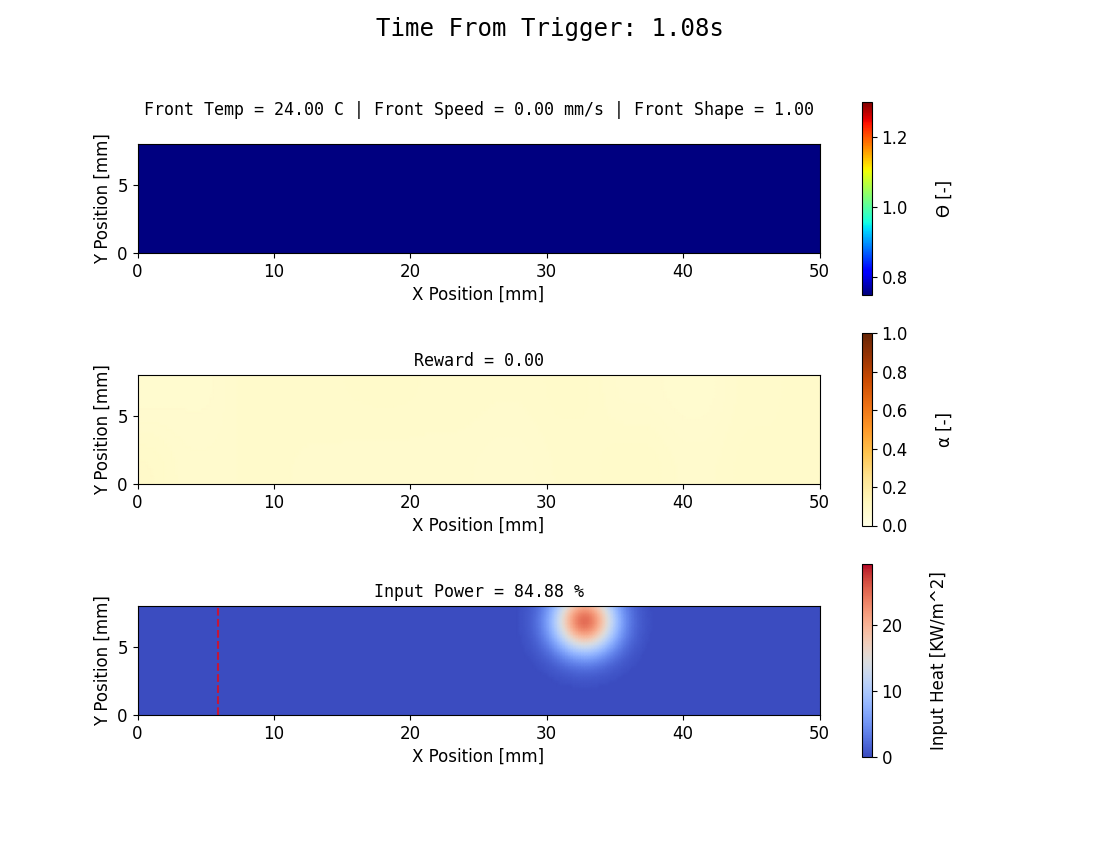 Time From Trigger: 1.08s
Front Temp = 24.00 C | Front Speed = 0.00 mm/s | Front Shape = 1.00
Y Position [mm]
5
0
0 10 20 30 40 50
X Position [mm]
1.2
1.0
0.8
Θ [-]
Reward = 0.00
Y Position [mm]
5
0
0 10 20 30 40 50
X Position [mm]
1.0
0.8
0.6
0.4
0.2
0.0
α [-]
Input Power = 84.88 %
Y Position [mm]
5
0
0 10 20 30 40 50
X Position [mm]
20
10
0
Input Heat [KW/m^2]